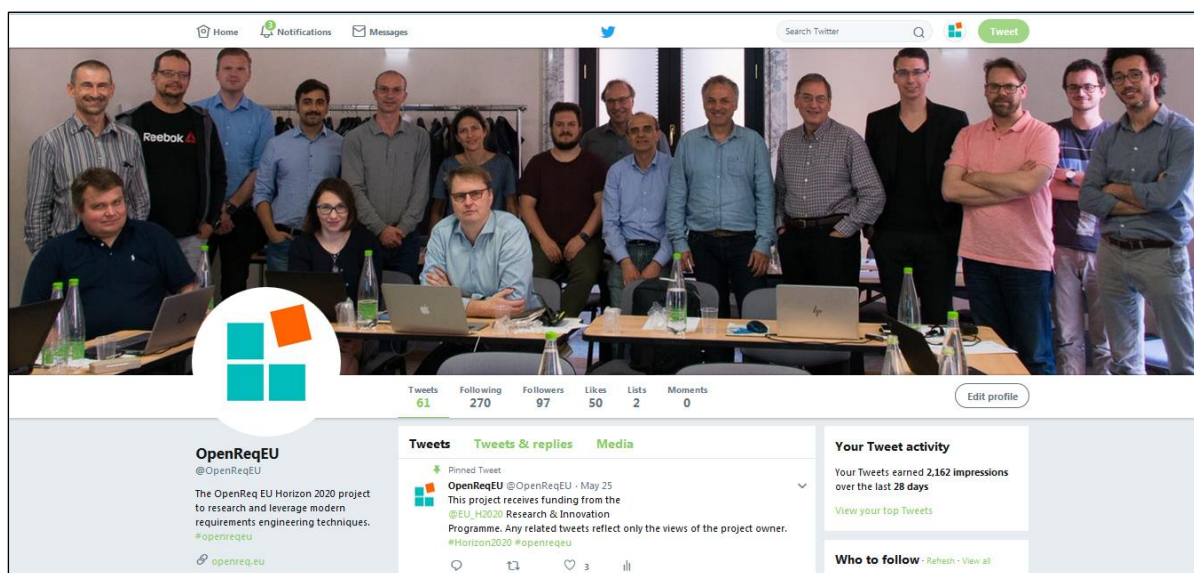 Home
3
Notifications
Messages
Search Twitter
Tweet
Reebok
hp
Tweets
Following
Followers
Likes
Lists
Moments
61
270
97
50
2
0
Edit profile
OpenReqEU
@OpenReqEU
The OpenReq EU Horizon 2020 project
to research and leverage modern
requirements engineering techniques.
#openreqeu
openreq.eu
Tweets Tweets & replies Media
Pinned Tweet
OpenReqEU @OpenReqEU · May 25
This project receives funding from the
@EU_H2020 Research & Innovation
Programme. Any related tweets reflect only the views of the project owner.
#Horizon2020 #openreqeu
3
Your Tweet activity
Your Tweets earned 2,162 impressions
over the last 28 days
View your top Tweets
Who to follow · Refresh · View all